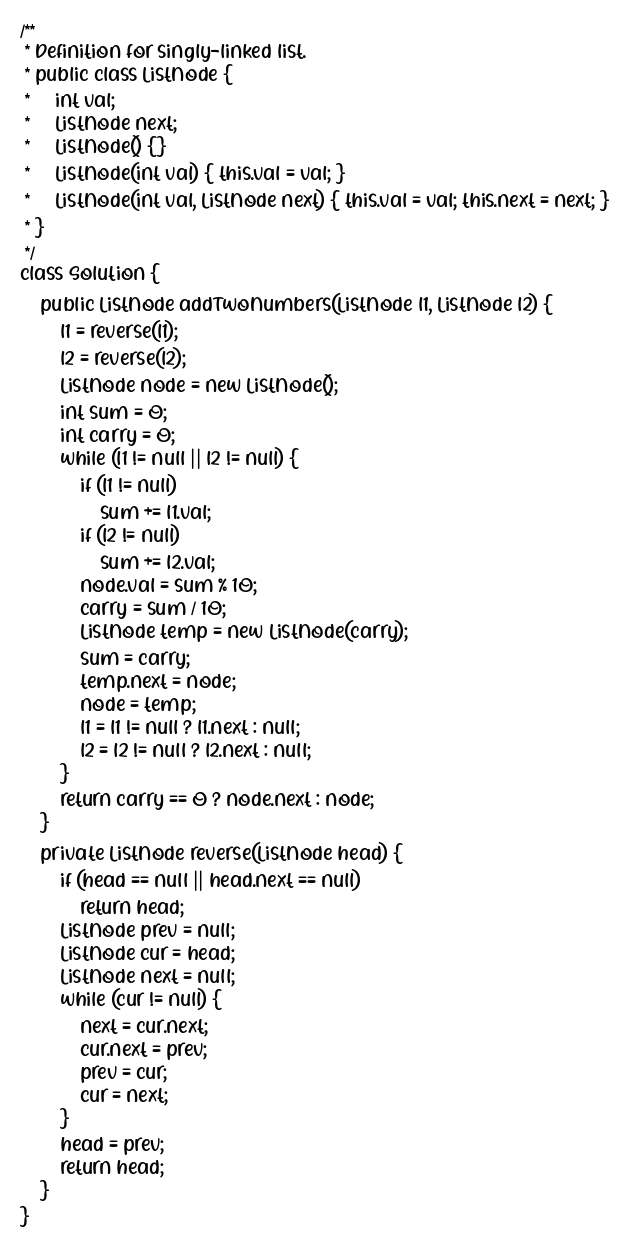 /**
 * Definition for singly-linked list.
 * public class ListNode {
 *     int val;
 *     ListNode next;
 *     ListNode() {}
 *     ListNode(int val) { this.val = val; }
 *     ListNode(int val, ListNode next) { this.val = val; this.next = next; }
 * }
 */
class Solution {
    public ListNode addTwoNumbers(ListNode l1, ListNode l2) {
        l1 = reverse(l1);
        l2 = reverse(l2);
        ListNode node = new ListNode();
        int sum = 0;
        int carry = 0;
        while (l1 != null || l2 != null) {
            if (l1 != null)
                sum += l1.val;
            if (l2 != null)
                sum += l2.val;
            node.val = sum % 10;
            carry = sum / 10;
            ListNode temp = new ListNode(carry);
            sum = carry;
            temp.next = node;
            node = temp;
            l1 = l1 != null ? l1.next : null;
            l2 = l2 != null ? l2.next : null;
        }
        return carry == 0 ? node.next : node;
    }
    private ListNode reverse(ListNode head) {
        if (head == null || head.next == null)
            return head;
        ListNode prev = null;
        ListNode cur = head;
        ListNode next = null;
        while (cur != null) {
            next = cur.next;
            cur.next = prev;
            prev = cur;
            cur = next;
        }
        head = prev;
        return head;
    }
}